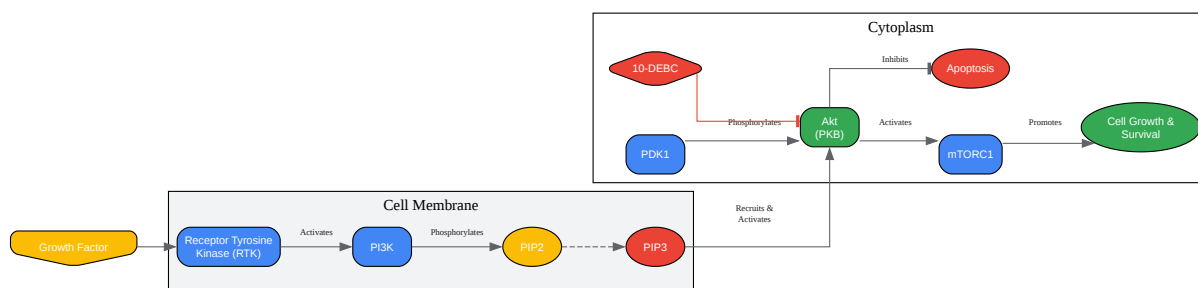 Cytoplasm
10-DEBC
Inhibits
Apoptosis
Phosphorylates
Akt
(PKB)
Activates
Promotes
Cell Growth &
Survival
PDK1
mTORC1
Cell Membrane
Recruits &
Activates
Growth Factor
Receptor Tyrosine
Kinase (RTK)
Activates
PI3K
Phosphorylates
PIP2
PIP3